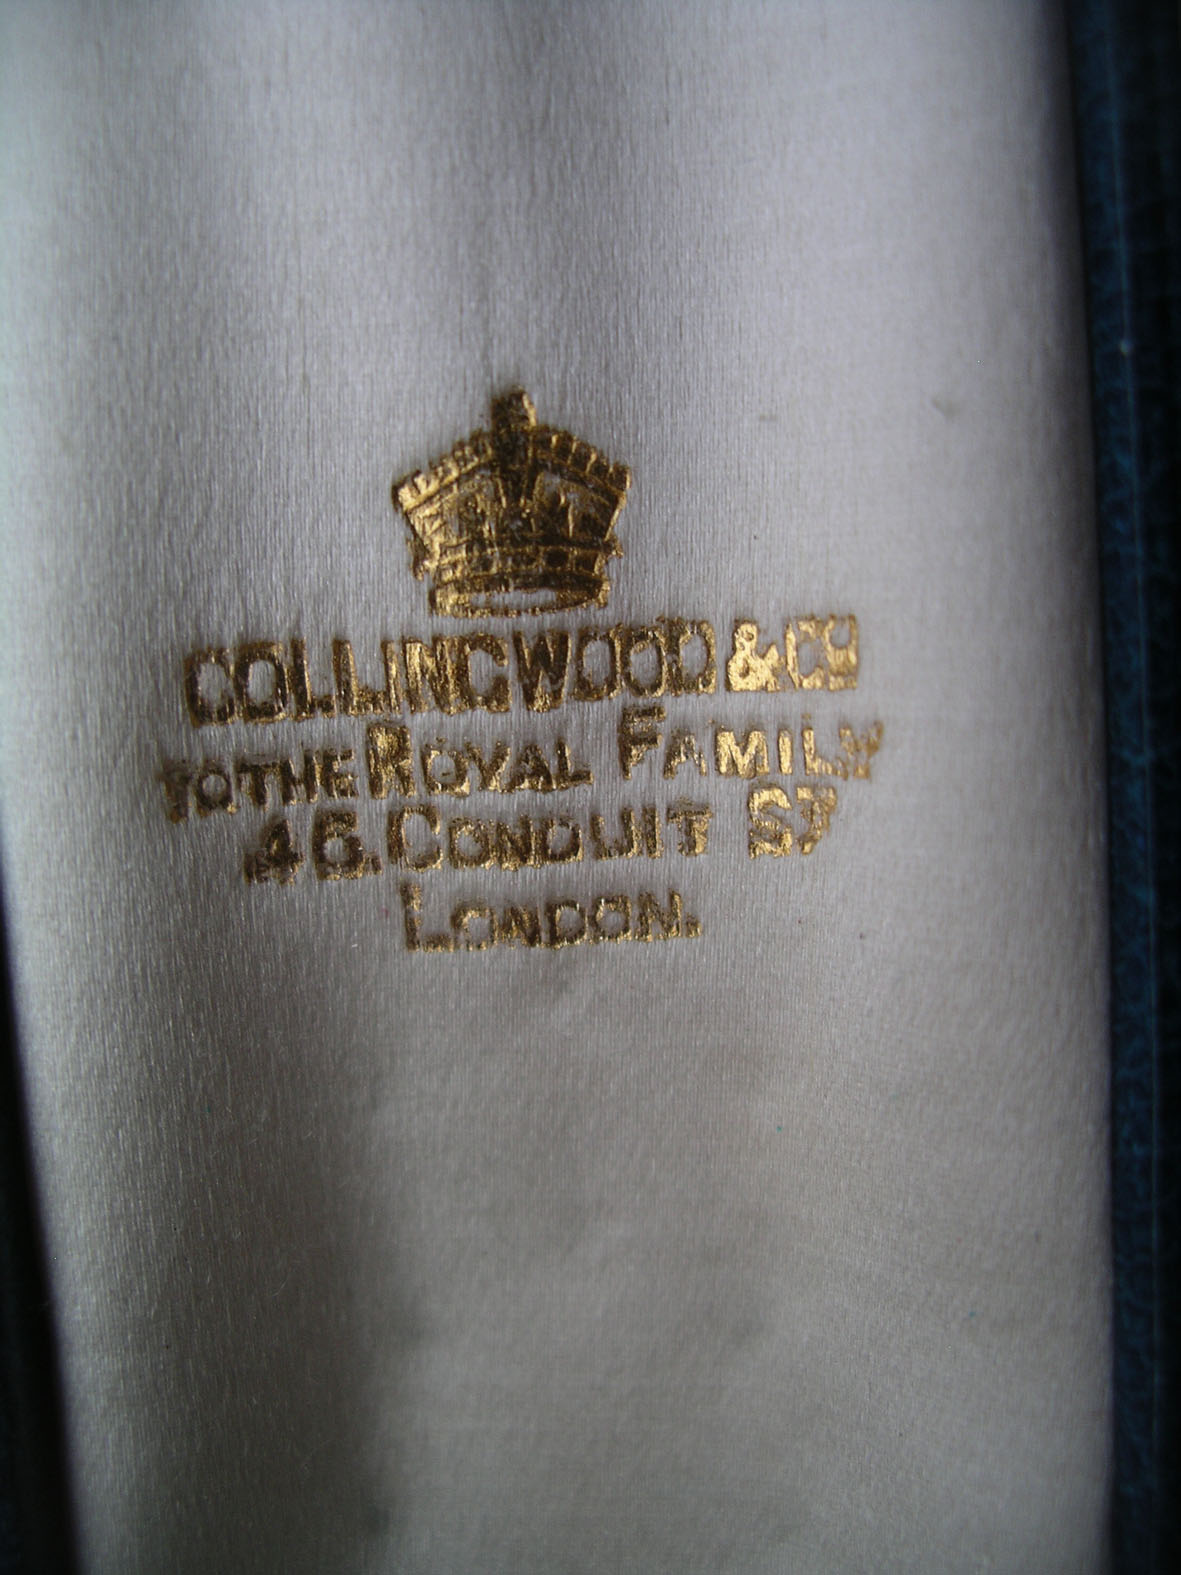 COLLINGWOOD & CO
TO THE ROYAL FAMILY
46. CONDUIT ST
LONDON.